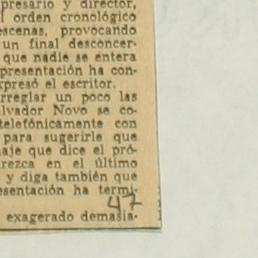 presario y director,
orden cronológico
escenas, provocando
un final desconcer-
que nadie se entera
presentación ha con-
xpresó el escritor.
rreglar un poco las
lvador Novo se co-
telefónicamente con
para sugerirle que
naje que dice el pró-
rezca en el último
y diga también que
esentación ha termi-
47
exagerado demasia-